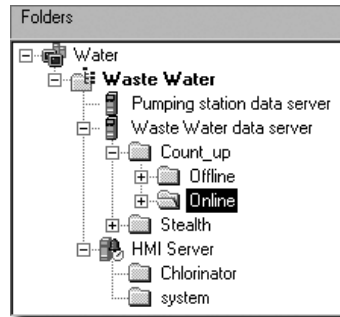 Folders
Water
Waste Water
Pumping station data server
Waste Water data server
Count_up
Offline
Online
Stealth
HMI Server
Chlorinator
system